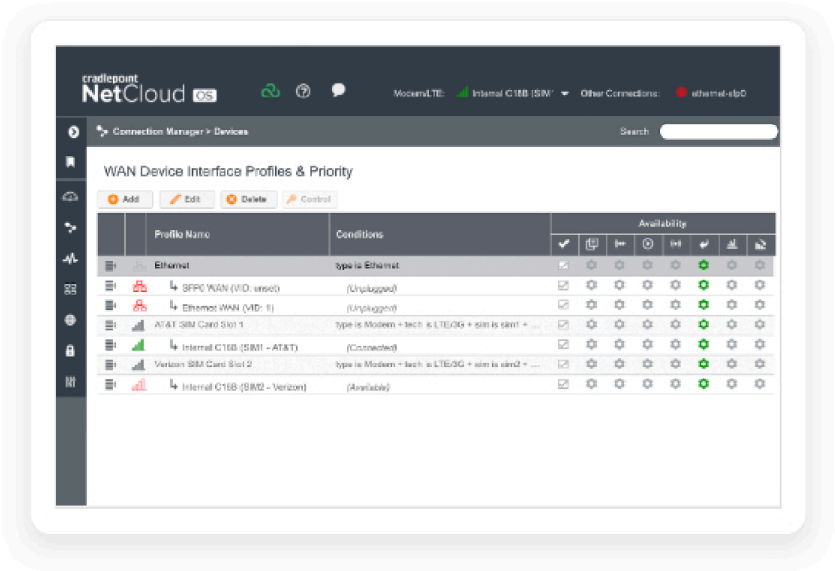 cradlepoint
NetCloud OS
Modem/LTE: Internal C18B (SIM1 Other Connections: ethernet-sfp0
Connection Manager > Devices Search
WAN Device Interface Profiles & Priority
Add Edit Delete Control
Availability
Profile Name Conditions
Ethernet type is Ethernet
SFP0 WAN (VID: unset) (Unplugged)
Ethernet WAN (VID: 1) (Unplugged)
AT&T SIM Card Slot 1 type is Modem + tech is LTE/3G + sim is sim1 + ...
Internal C18B (SIM1 - AT&T) (Connected)
Verizon SIM Card Slot 2 type is Modem + tech is LTE/3G + sim is sim2 + ...
Internal C18B (SIM2 - Verizon) (Available)